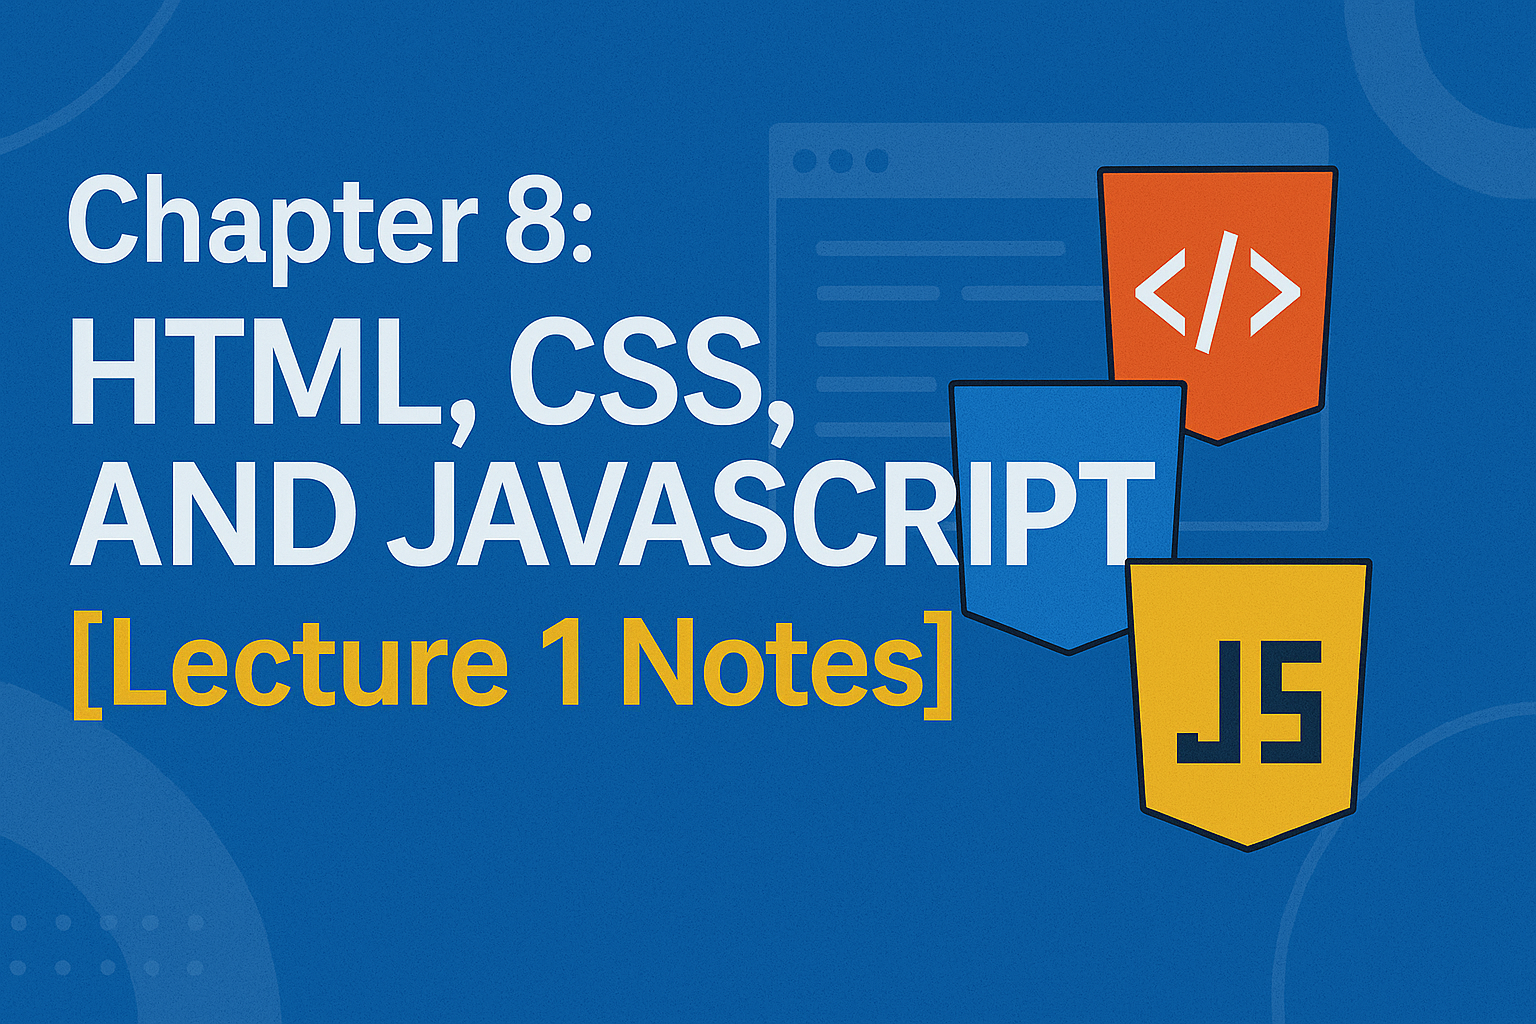 Chapter 8:
HTML, CSS,
AND JAVASCRIPT
[Lecture 1 Notes]
</>
JS